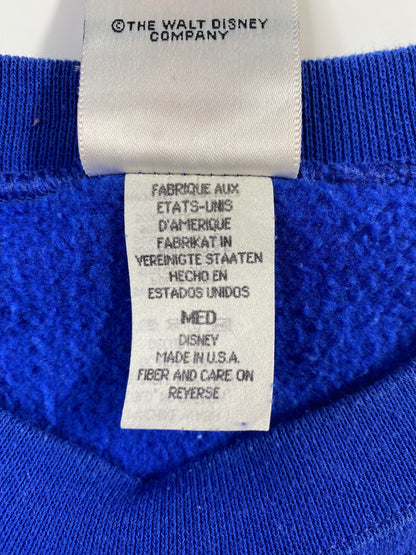 ©THE WALT DISNEY
COMPANY
FABRIQUE AUX
ETATS-UNIS
D'AMERIQUE
FABRIKAT IN
VEREINIGTE STAATEN
HECHO EN
ESTADOS UNIDOS
MED
DISNEY
MADE IN U.S.A.
FIBER AND CARE ON
REVERSE